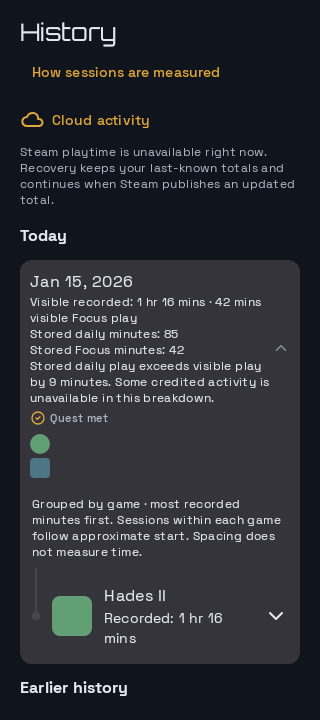 History
How sessions are measured
Cloud activity
Steam playtime is unavailable right now.
Recovery keeps your last-known totals and
continues when Steam publishes an updated
total.
Today
Jan 15, 2026
Visible recorded: 1 hr 16 mins · 42 mins
visible Focus play
Stored daily minutes: 85
Stored Focus minutes: 42
Stored daily play exceeds visible play
by 9 minutes. Some credited activity is
unavailable in this breakdown.
Quest met
Grouped by game · most recorded
minutes first. Sessions within each game
follow approximate start. Spacing does
not measure time.
Hades II
Recorded: 1 hr 16
mins
Earlier history